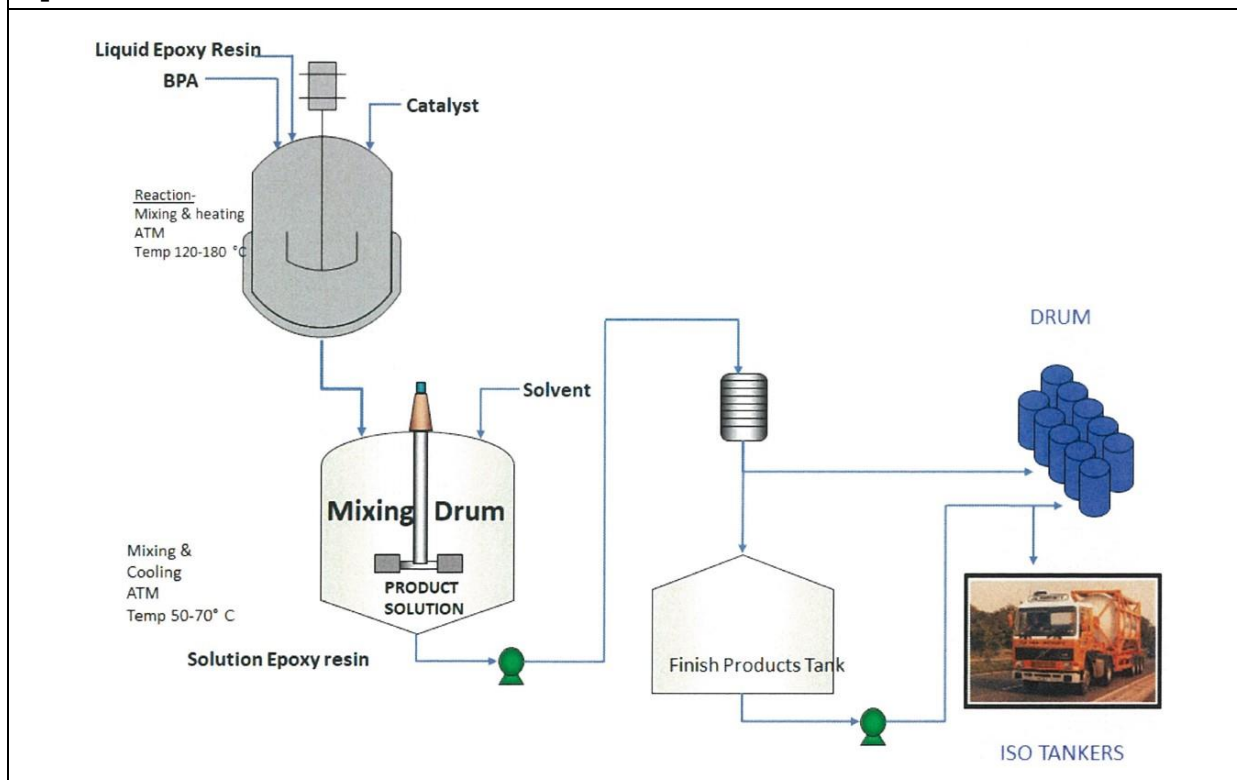 Liquid Epoxy Resin
BPA
Catalyst
Reaction-
Mixing & heating
ATM
Temp 120-180 °C
Solvent
DRUM
Mixing Drum
Mixing &
Cooling
ATM
Temp 50-70° C
PRODUCT
SOLUTION
Solution Epoxy resin
Finish Products Tank
ISO TANKERS